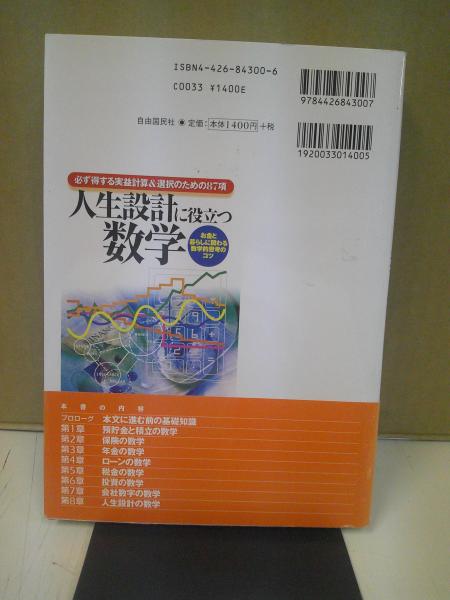 ISBN4-426-84300-6
C0033 ¥1400E
自由国民社 ● 定価:本体1400円+税
9784426843007
1920033014005
必ず得する実益計算&選択のための87項
人生設計に役立つ
数学
お金と
暮らしに関わる
数学的思考の
コツ
本書の内容
プロローグ 本文に進む前の基礎知識
第1章 預貯金と積立の数学
第2章 保険の数学
第3章 年金の数学
第4章 ローンの数学
第5章 税金の数学
第6章 投資の数学
第7章 会社数字の数学
第8章 人生設計の数学